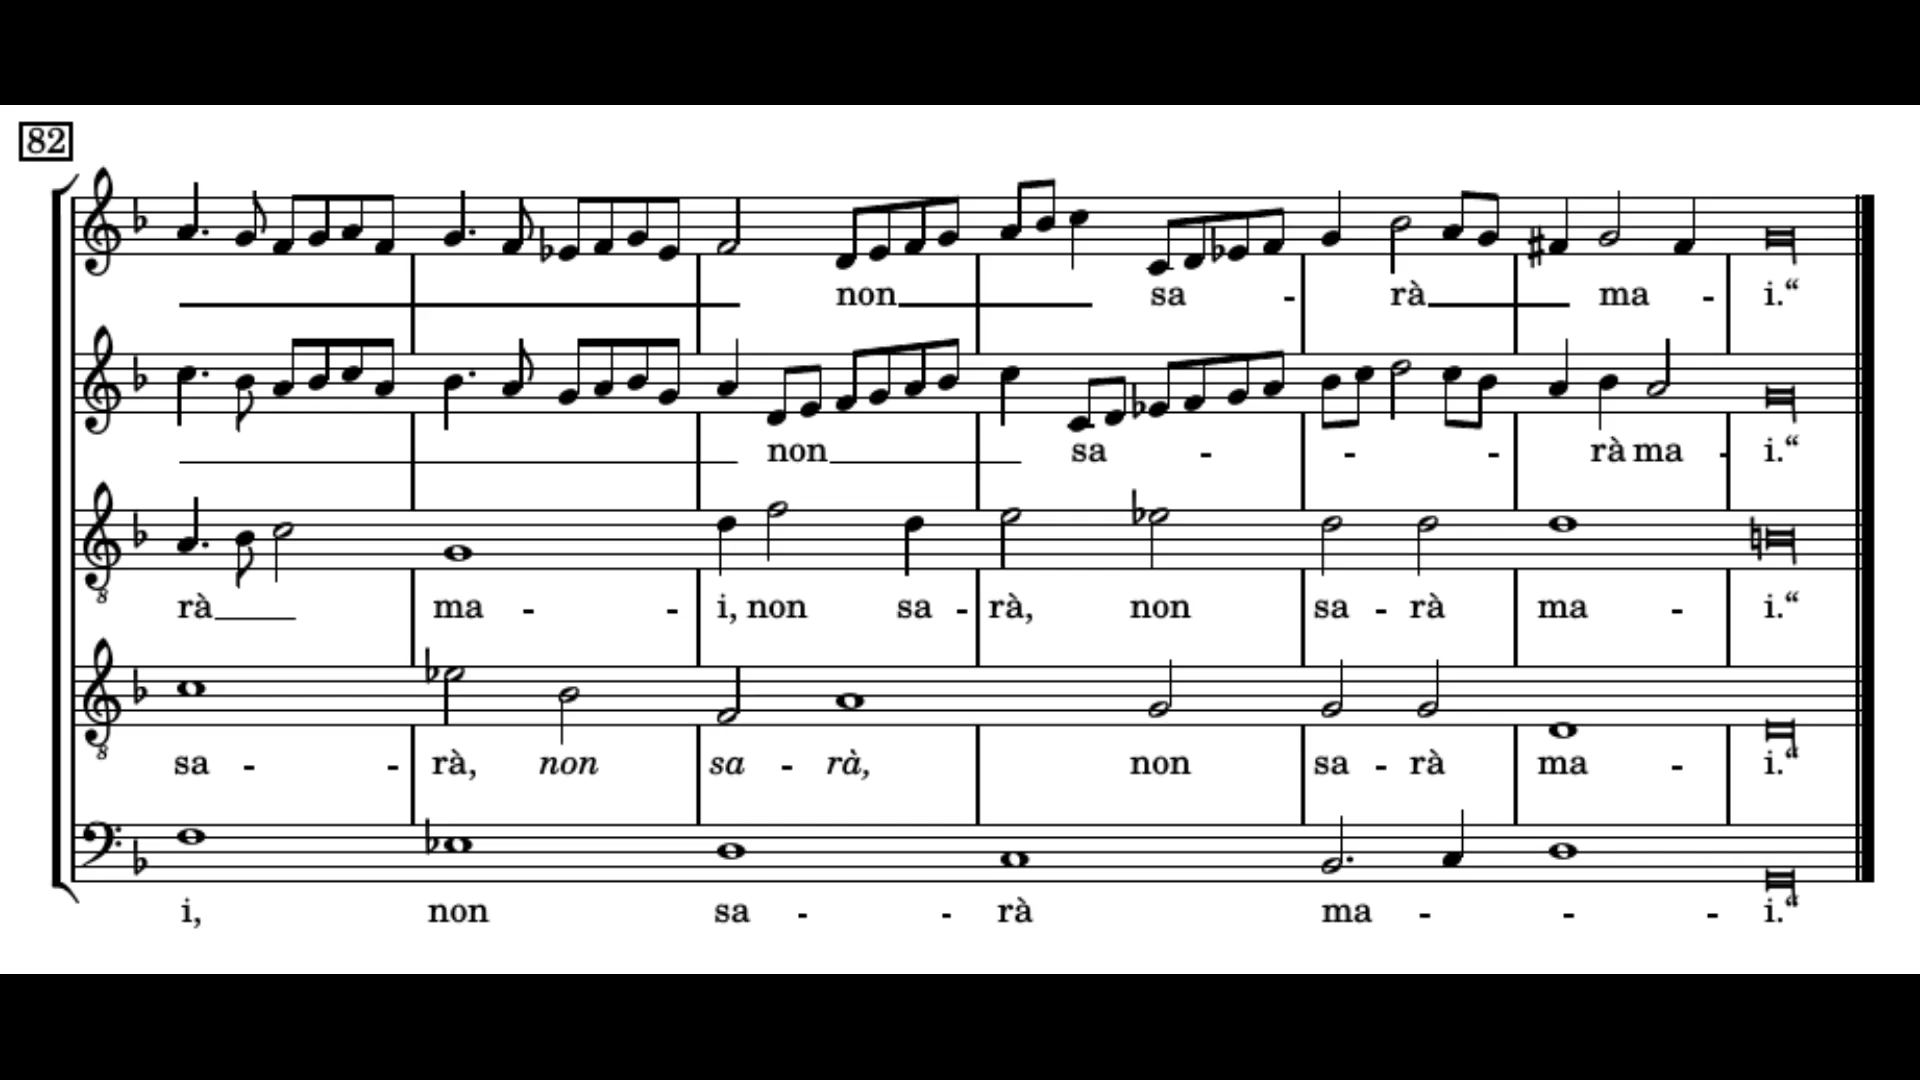 82
non sa - rà ma - i.“
non sa - - - rà ma - i.“
rà ma - - i, non sa - rà, non sa - rà ma - i.“
sa - - rà, non sa - rà, non sa - rà ma - i.“
i, non sa - - rà ma - - - i.“